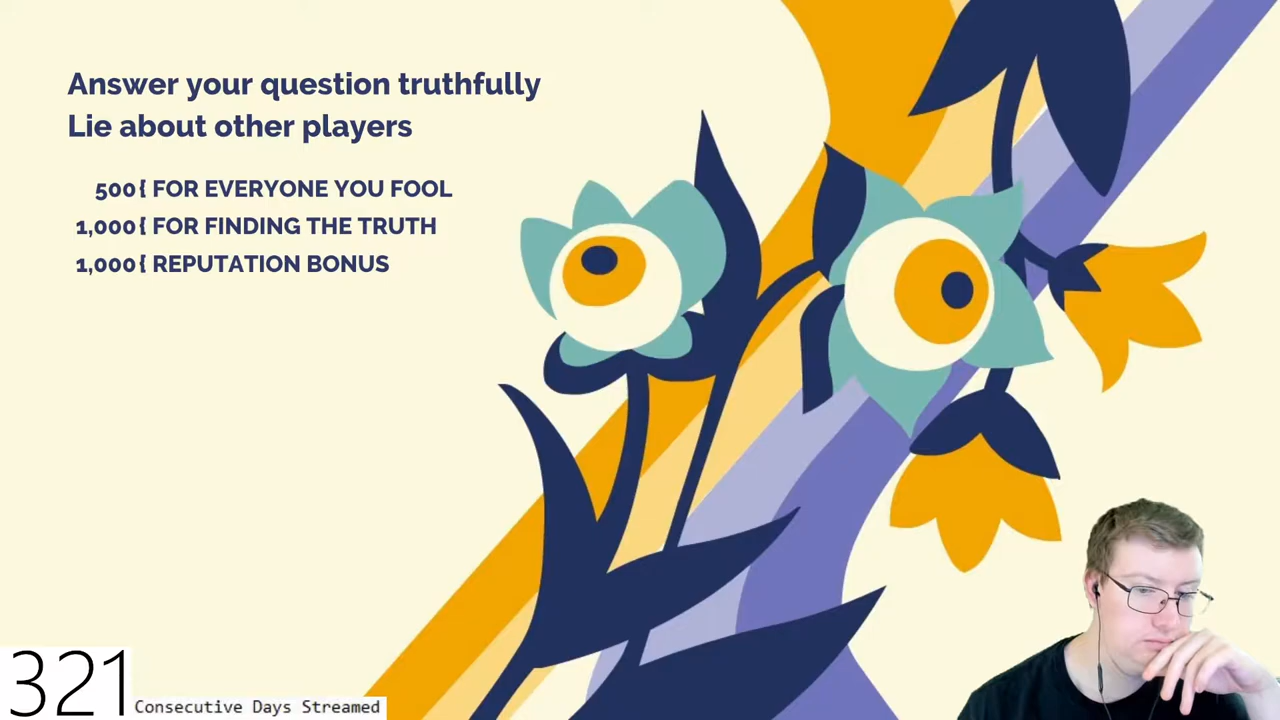 Answer your question truthfully
Lie about other players
500{ FOR EVERYONE YOU FOOL
1,000{ FOR FINDING THE TRUTH
1,000{ REPUTATION BONUS
321 Consecutive Days Streamed